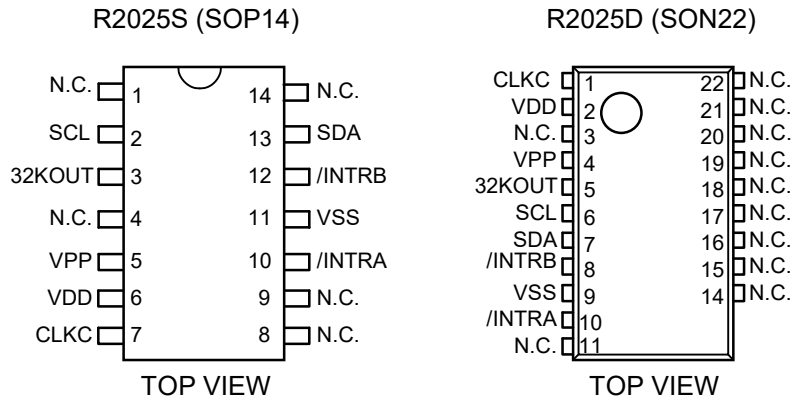 R2025S (SOP14)
N.C. 1 14 N.C.
SCL 2 13 SDA
32KOUT 3 12 /INTRB
N.C. 4 11 VSS
VPP 5 10 /INTRA
VDD 6 9 N.C.
CLKC 7 8 N.C.
TOP VIEW
R2025D (SON22)
CLKC 1 22 N.C.
VDD 2 21 N.C.
N.C. 3 20 N.C.
VPP 4 19 N.C.
32KOUT 5 18 N.C.
SCL 6 17 N.C.
SDA 7 16 N.C.
/INTRB 8 15 N.C.
VSS 9 14 N.C.
/INTRA 10
N.C. 11
TOP VIEW